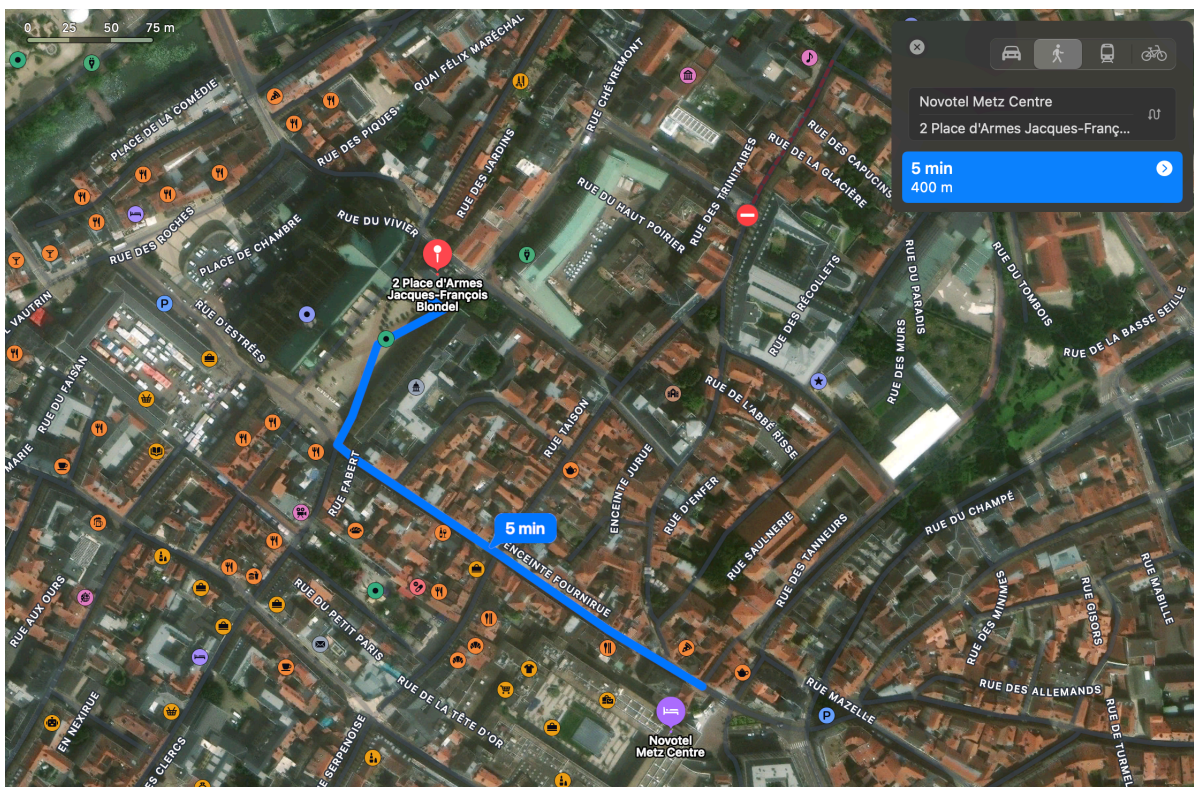 0 25 50 75 m
Novotel Metz Centre
2 Place d'Armes Jacques-Franç...
5 min
400 m
QUAI FÉLIX MARÉCHAL
RUE CHÈVREMONT
PLACE DE LA COMÉDIE
RUE DES PIQUES
RUE DES JARDINS
RUE DES CAPUCINS
RUE DE LA GLACIÈRE
RUE DES TRINITAIRES
RUE DU HAUT POIRIER
RUE DU VIVIER
RUE DES ROCHES
PLACE DE CHAMBRE
2 Place d'Armes
Jacques-François
Blondel
RUE DU PARADIS
RUE DU TOMBOIS
RUE DES RÉCOLLETS
RUE DE LA BASSE SEILLE
L VAUTRIN
P
RUE D'ESTRÉES
RUE DES MURS
RUE DU FAISAN
RUE DE L'ABBÉ RISSE
RUE TAISON
MARIE
RUE FABERT
ENCEINTE JURUE
RUE D'ENFER
5 min
RUE DU CHAMPÉ
RUE SAULNERIE
RUE DES TANNEURS
ENCEINTE FOURNIRUE
RUE AUX OURS
RUE DU PETIT PARIS
RUE DES MINIMES
RUE GISORS
RUE MABILLE
RUE DE LA TÊTE D'OR
RUE MAZELLE
RUE DES ALLEMANDS
P
EN NEXIRUE
Novotel
Metz Centre
ES CLERCS
E SERPENOISE
RUE DE TURMEL